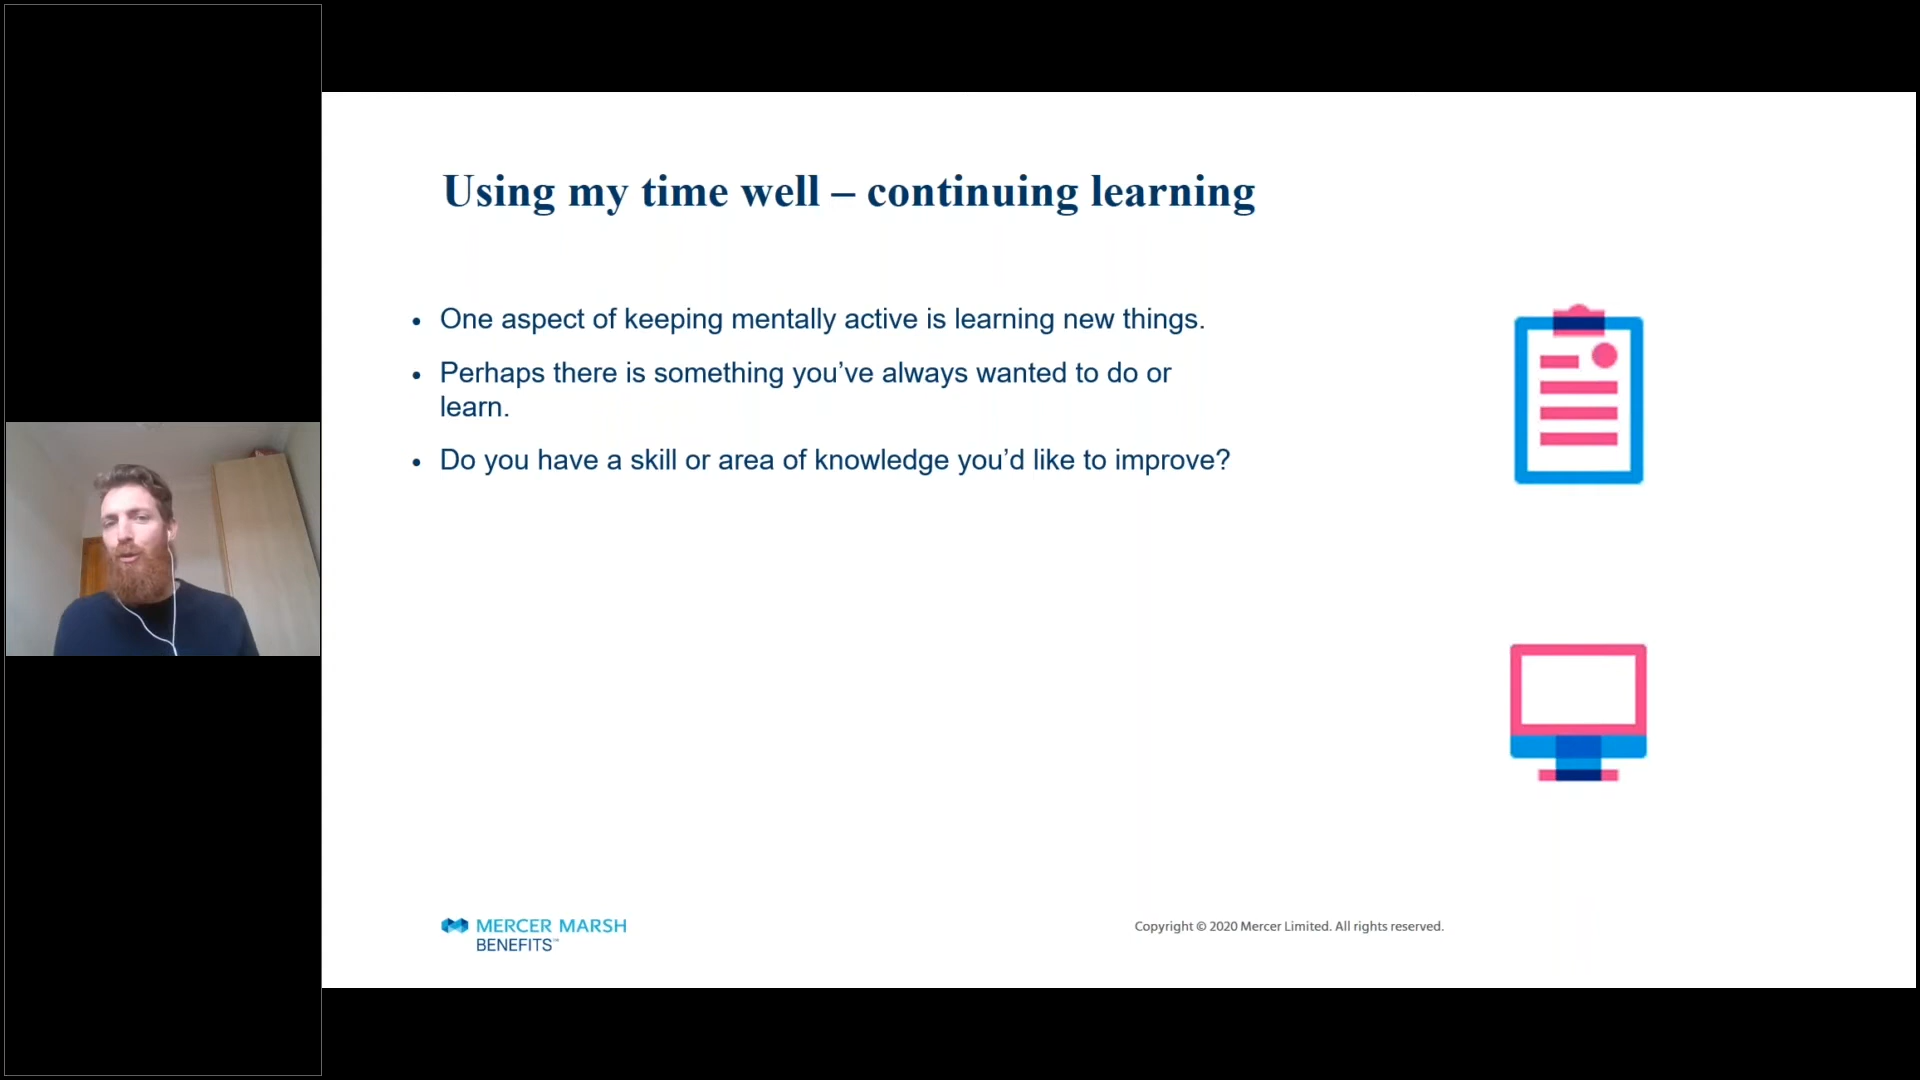 Using my time well – continuing learning
• One aspect of keeping mentally active is learning new things.
• Perhaps there is something you’ve always wanted to do or
learn.
• Do you have a skill or area of knowledge you’d like to improve?
MERCER MARSH
BENEFITS™
Copyright © 2020 Mercer Limited. All rights reserved.